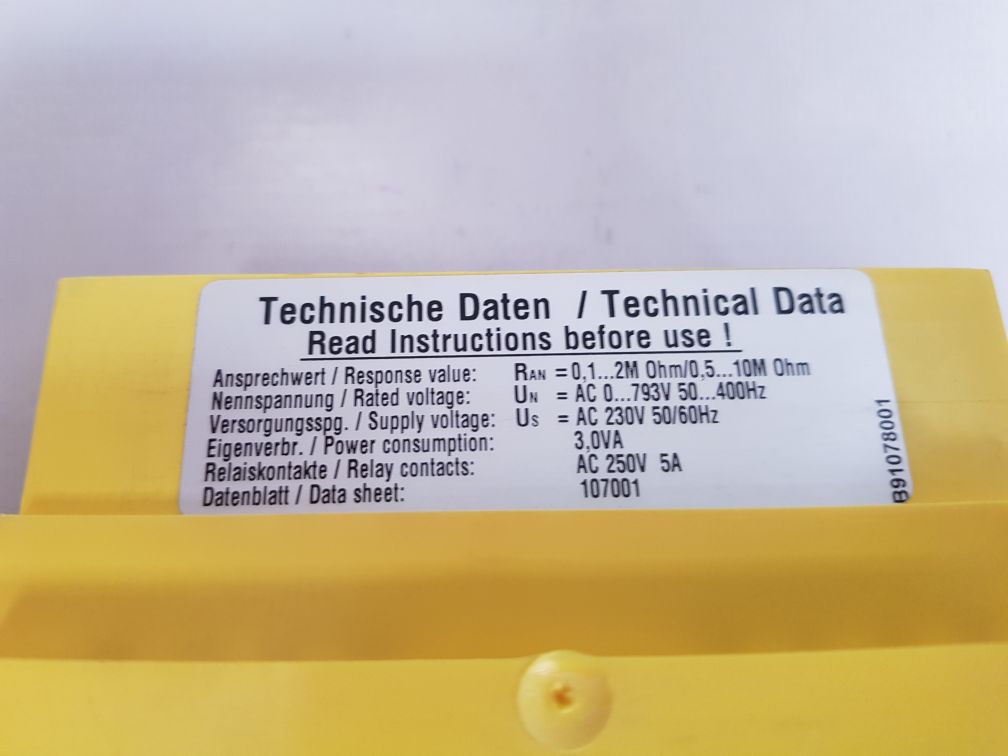 Technische Daten / Technical Data
Read Instructions before use !
Ansprechwert / Response value: RAN =0,1...2M Ohm/0,5...10M Ohm
Nennspannung / Rated voltage: UN = AC 0...793V 50...400Hz
Versorgungsspg. / Supply voltage: US = AC 230V 50/60Hz
Eigenverbr. / Power consumption: 3,0VA
Relaiskontakte / Relay contacts: AC 250V 5A
Datenblatt / Data sheet: 107001
B91078001